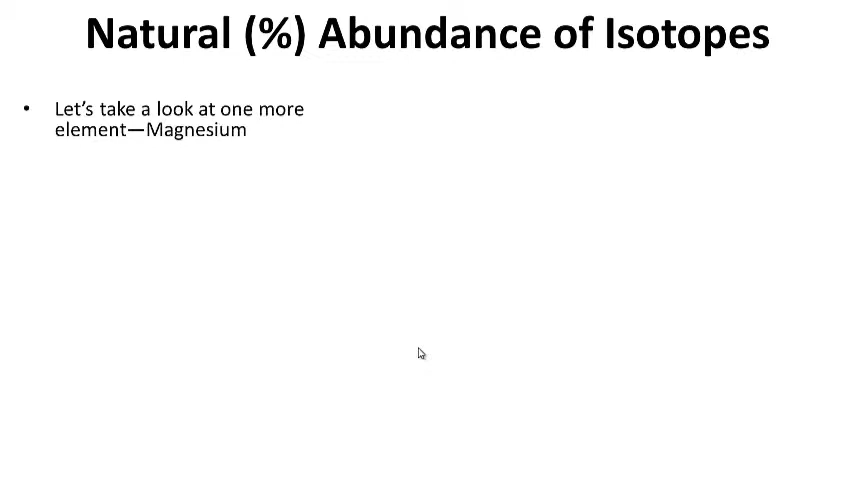 Natural (%) Abundance of Isotopes
• Let’s take a look at one more
element—Magnesium